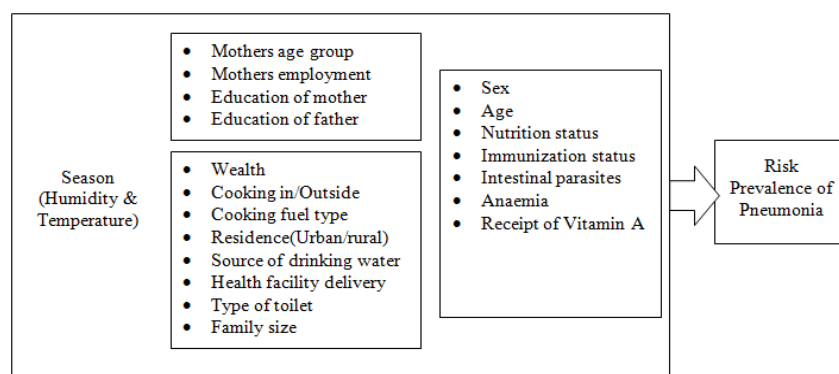 Season
(Humidity &
Temperature)
• Mothers age group
• Mothers employment
• Education of mother
• Education of father
• Wealth
• Cooking in/Outside
• Cooking fuel type
• Residence(Urban/rural)
• Source of drinking water
• Health facility delivery
• Type of toilet
• Family size
• Sex
• Age
• Nutrition status
• Immunization status
• Intestinal parasites
• Anaemia
• Receipt of Vitamin A
Risk
Prevalence of
Pneumonia